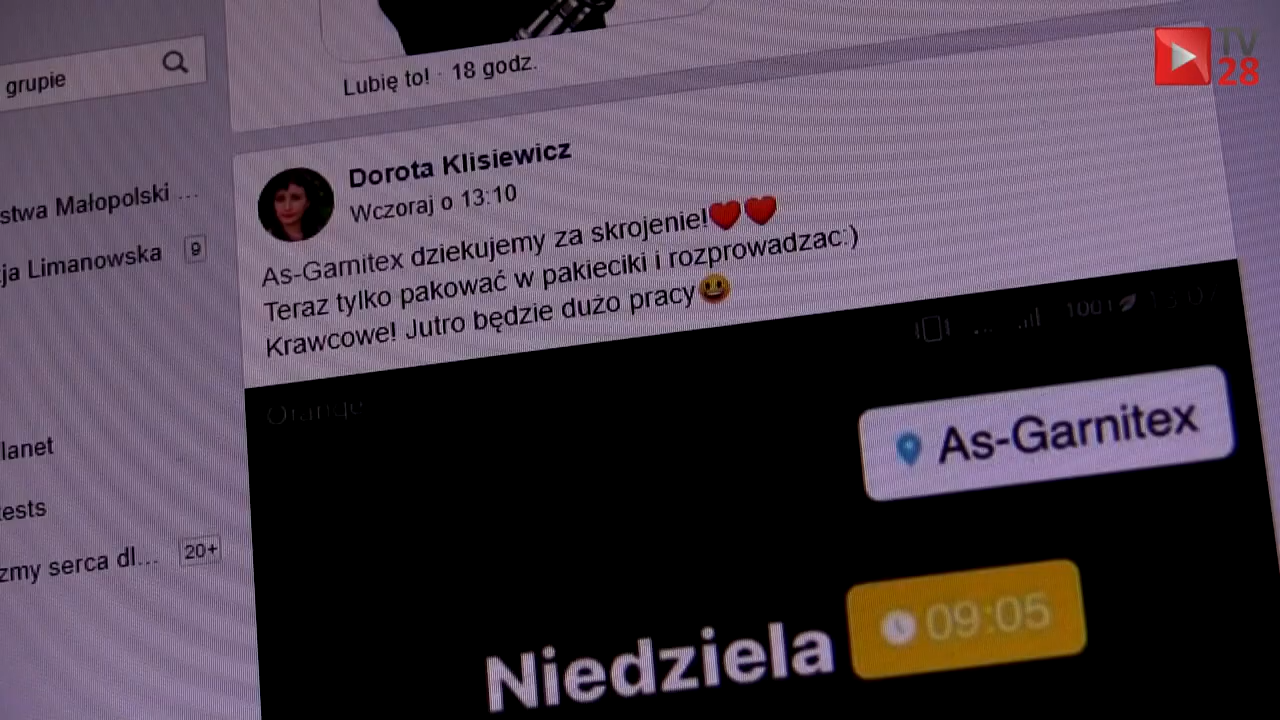 TV
28
grupie
Lubię to! · 18 godz.
Dorota Klisiewicz
Wczoraj o 13:10
stwa Małopolski ...
ja Limanowska 9
As-Garnitex dziekujemy za skrojenie!❤❤
Teraz tylko pakować w pakieciki i rozprowadzac:)
Krawcowe! Jutro będzie dużo pracy😃
Orange
As-Garnitex
lanet
ests
zmy serca dl... 20+
09:05
Niedziela